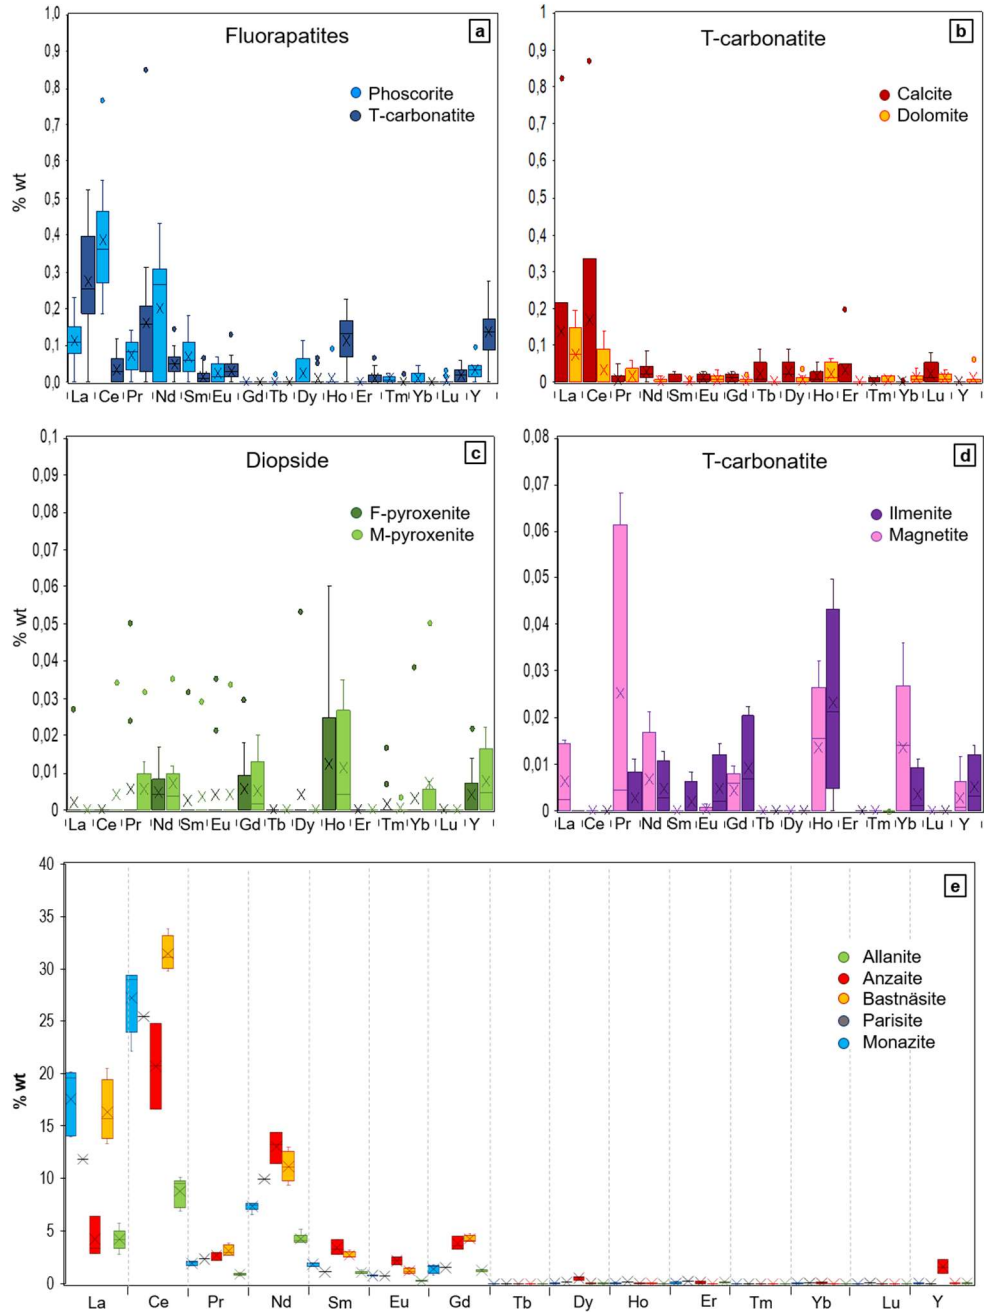 Fluorapatites
a
Phoscorite
T-carbonatite
% wt
1,0
0,9
0,8
0,7
0,6
0,5
0,4
0,3
0,2
0,1
0
La Ce Pr Nd Sm Eu Gd Tb Dy Ho Er Tm Yb Lu Y
T-carbonatite
b
Calcite
Dolomite
1
0,9
0,8
0,7
0,6
0,5
0,4
0,3
0,2
0,1
0
La Ce Pr Nd Sm Eu Gd Tb Dy Ho Er Tm Yb Lu Y
Diopside
c
F-pyroxenite
M-pyroxenite
% wt
0,1
0,09
0,08
0,07
0,06
0,05
0,04
0,03
0,02
0,01
0
La Ce Pr Nd Sm Eu Gd Tb Dy Ho Er Tm Yb Lu Y
T-carbonatite
d
Ilmenite
Magnetite
0,08
0,07
0,06
0,05
0,04
0,03
0,02
0,01
0
La Ce Pr Nd Sm Eu Gd Tb Dy Ho Er Tm Yb Lu Y
e
Allanite
Anzaite
Bastnäsite
Parisite
Monazite
% wt
40
35
30
25
20
15
10
5
0
La Ce Pr Nd Sm Eu Gd Tb Dy Ho Er Tm Yb Lu Y